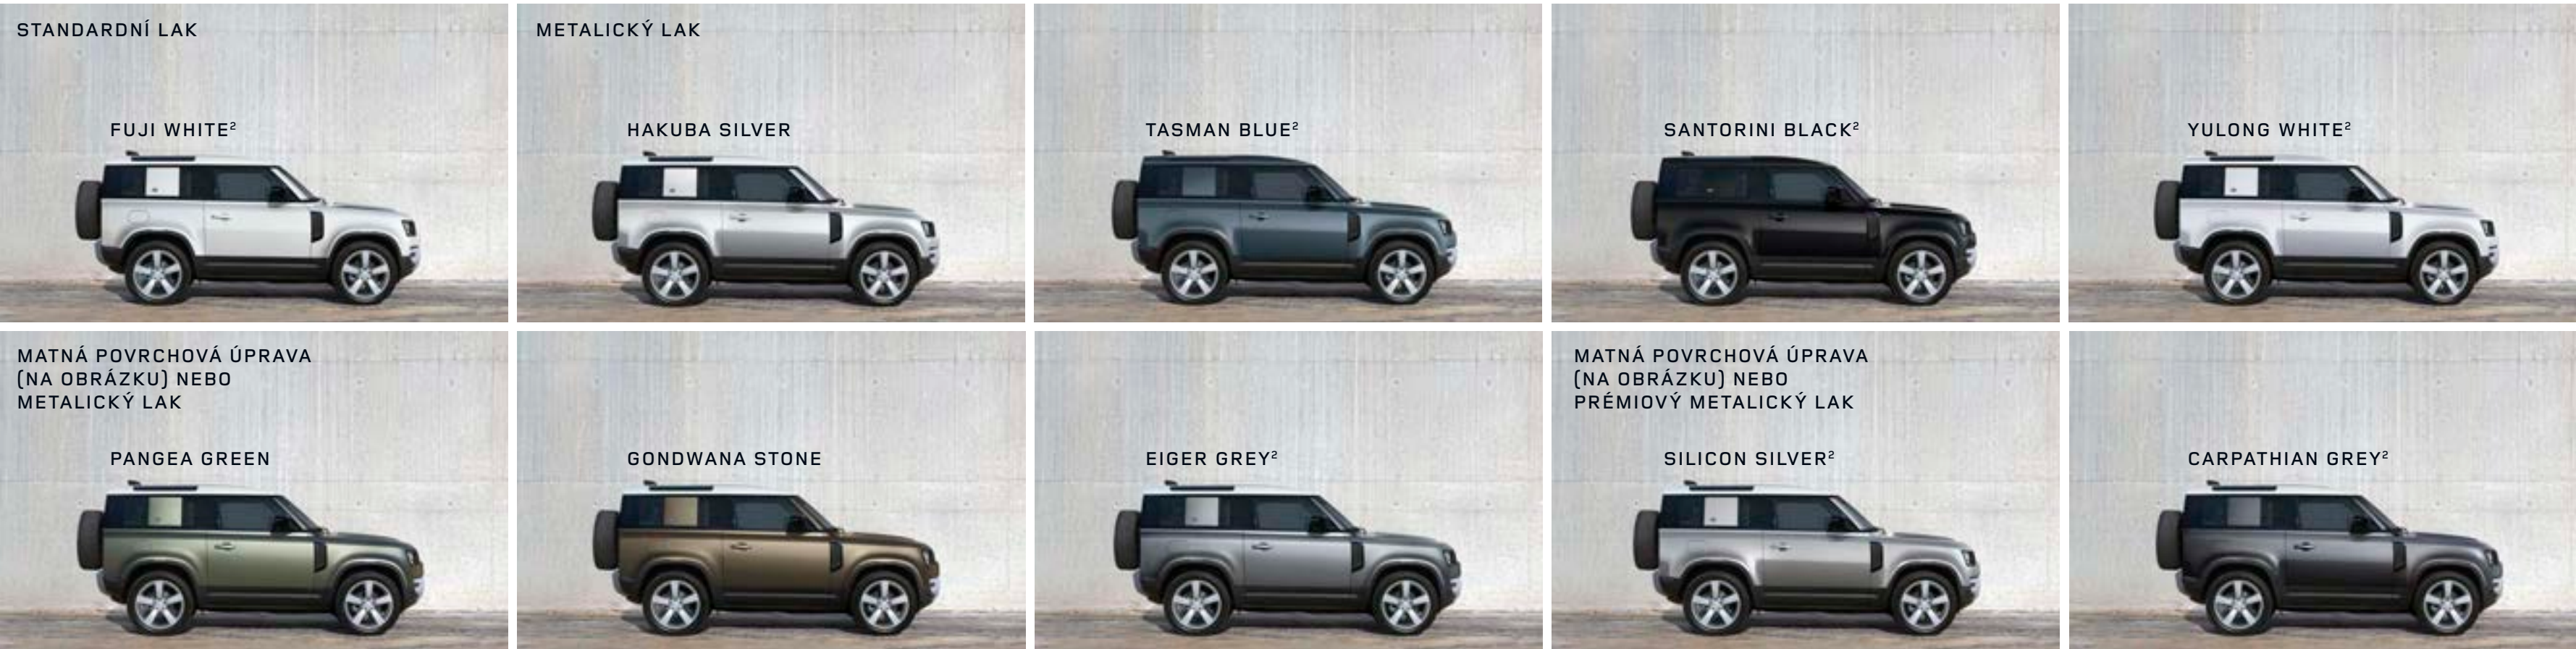 STANDARDNÍ LAK
FUJI WHITE²
METALICKÝ LAK
HAKUBA SILVER
TASMAN BLUE²
SANTORINI BLACK²
YULONG WHITE²
MATNÁ POVRCHOVÁ ÚPRAVA
(NA OBRÁZKU) NEBO
METALICKÝ LAK
PANGEA GREEN
GONDWANA STONE
EIGER GREY²
MATNÁ POVRCHOVÁ ÚPRAVA
(NA OBRÁZKU) NEBO
PRÉMIOVÝ METALICKÝ LAK
SILICON SILVER²
CARPATHIAN GREY²